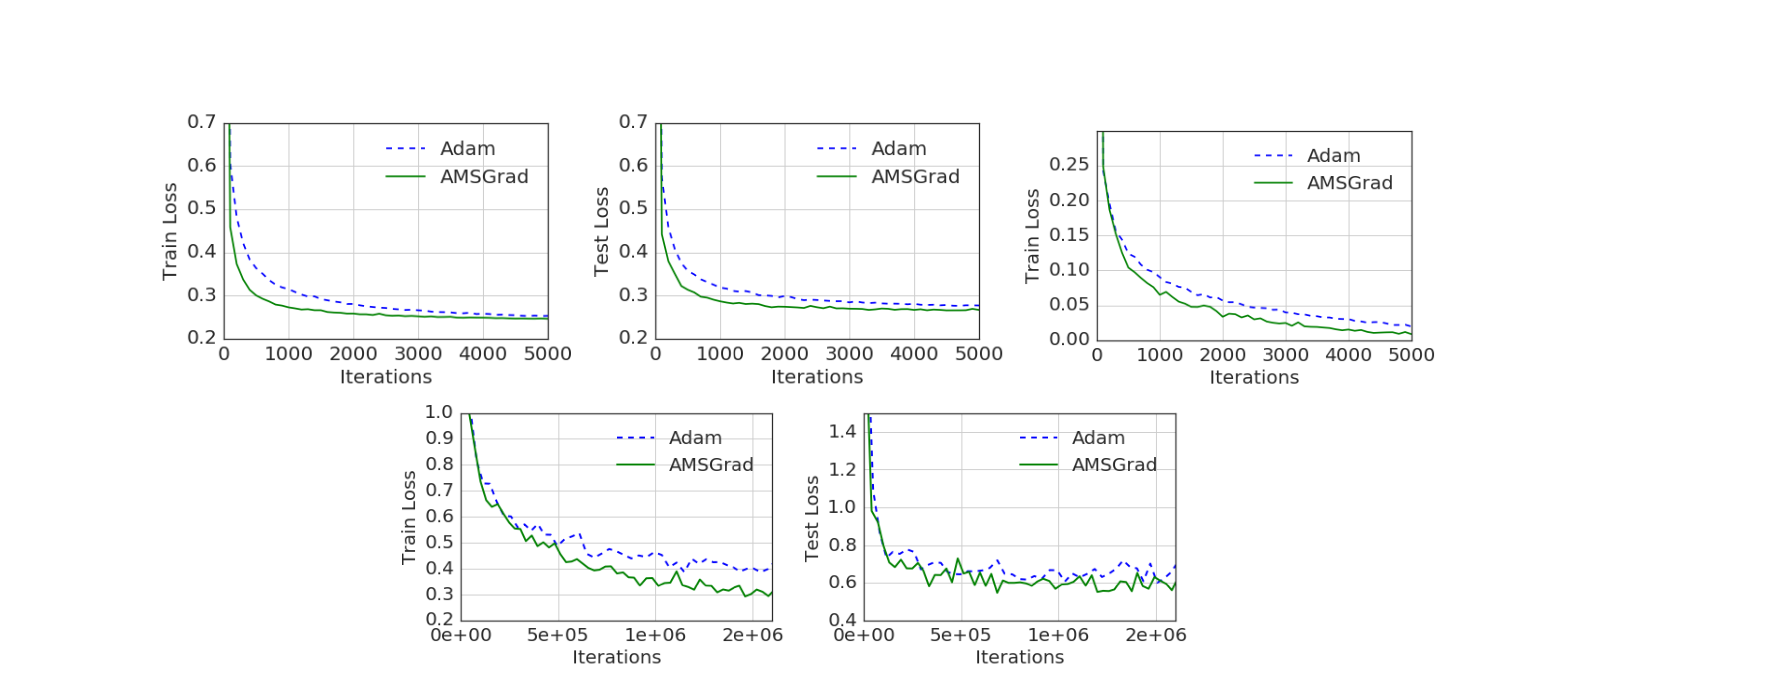 0.7
0.6
0.5
0.4
0.3
0.2
Train Loss
Adam
AMSGrad
0 1000 2000 3000 4000 5000
Iterations
0.7
0.6
0.5
0.4
0.3
0.2
Test Loss
Adam
AMSGrad
0 1000 2000 3000 4000 5000
Iterations
0.25
0.20
0.15
0.10
0.05
0.00
Train Loss
Adam
AMSGrad
0 1000 2000 3000 4000 5000
Iterations
1.0
0.9
0.8
0.7
0.6
0.5
0.4
0.3
0.2
Train Loss
Adam
AMSGrad
0e+00 5e+05 1e+06 2e+06
Iterations
1.4
1.2
1.0
0.8
0.6
0.4
Test Loss
Adam
AMSGrad
0e+00 5e+05 1e+06 2e+06
Iterations